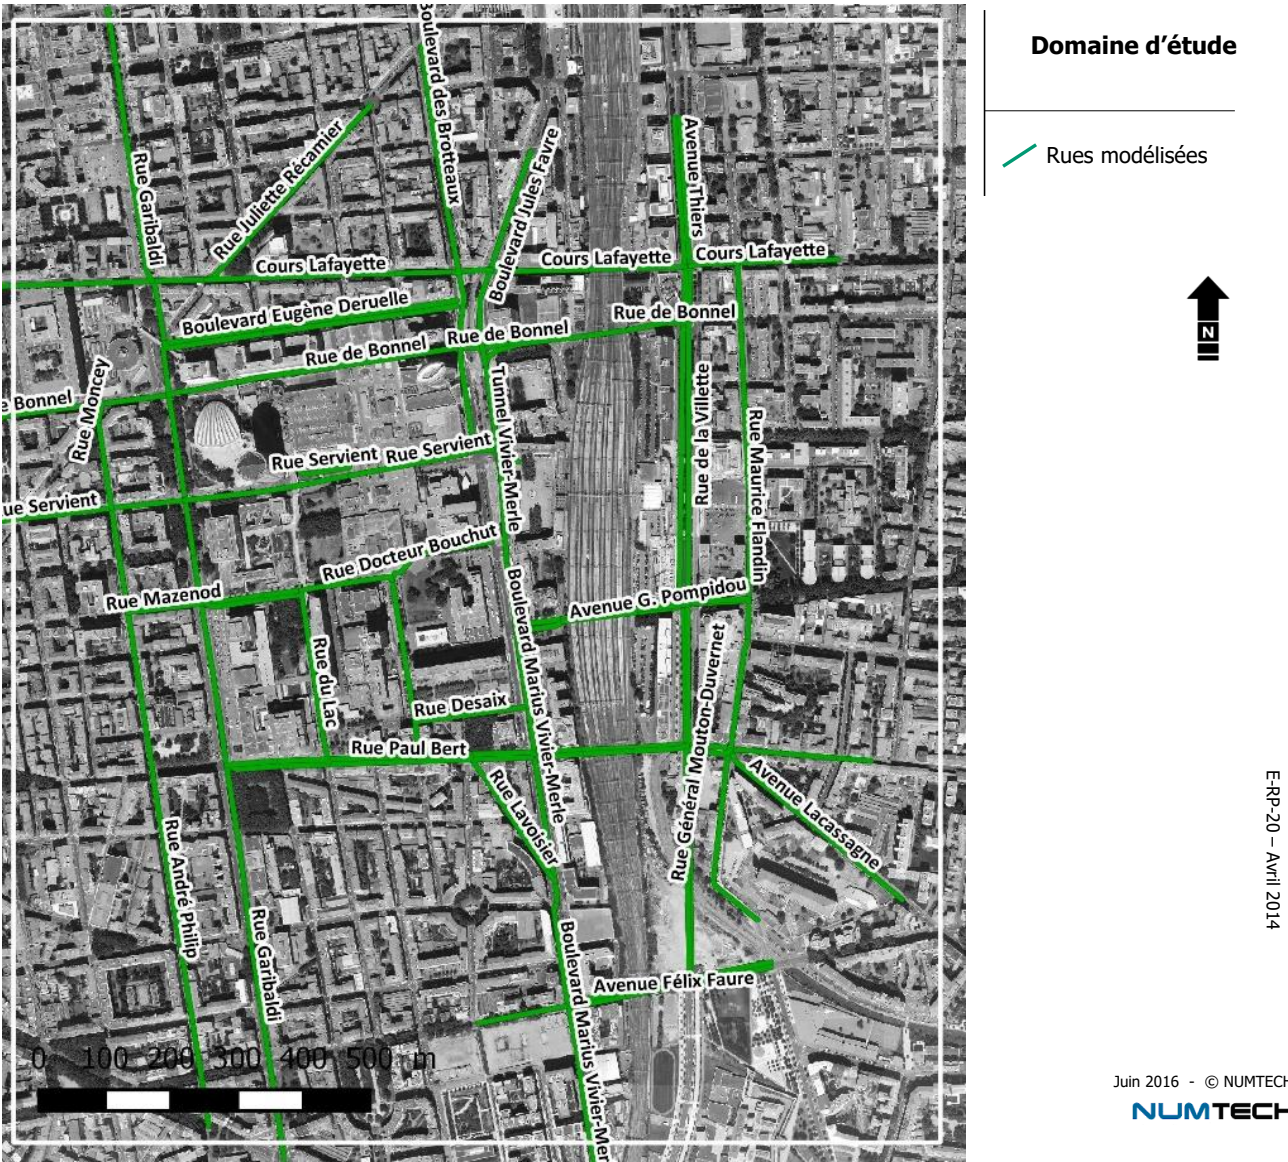 Domaine d'étude
Rues modélisées
N
E-RP-20 – Avril 2014
Juin 2016 - © NUMTECH
NUMTECH
Boulevard des Brotteaux
Rue Garibaldi
Rue Juliette Récamier
Boulevard Jules Favre
Avenue Thiers
Cours Lafayette
Cours Lafayette
Cours Lafayette
Boulevard Eugène Deruelle
Rue de Bonnel
Rue de Bonnel
Rue de Bonnel
e Bonnel
Rue Moncey
Tunnel Vivier-Merle
Rue de la Villette
Rue Maurice Flandin
Rue Servient
Rue Servient
ue Servient
Rue Docteur Bouchut
Rue Mazenod
Avenue G. Pompidou
Boulevard Marius Vivier-Merle
Rue du Lac
Rue Desaix
Rue Paul Bert
Rue Général Mouton-Duvernet
Rue Lavoisier
Avenue Lacassagne
Rue André Philip
Rue Garibaldi
Avenue Félix Faure
Boulevard Marius Vivier-Mer
0 100 200 300 400 500 m